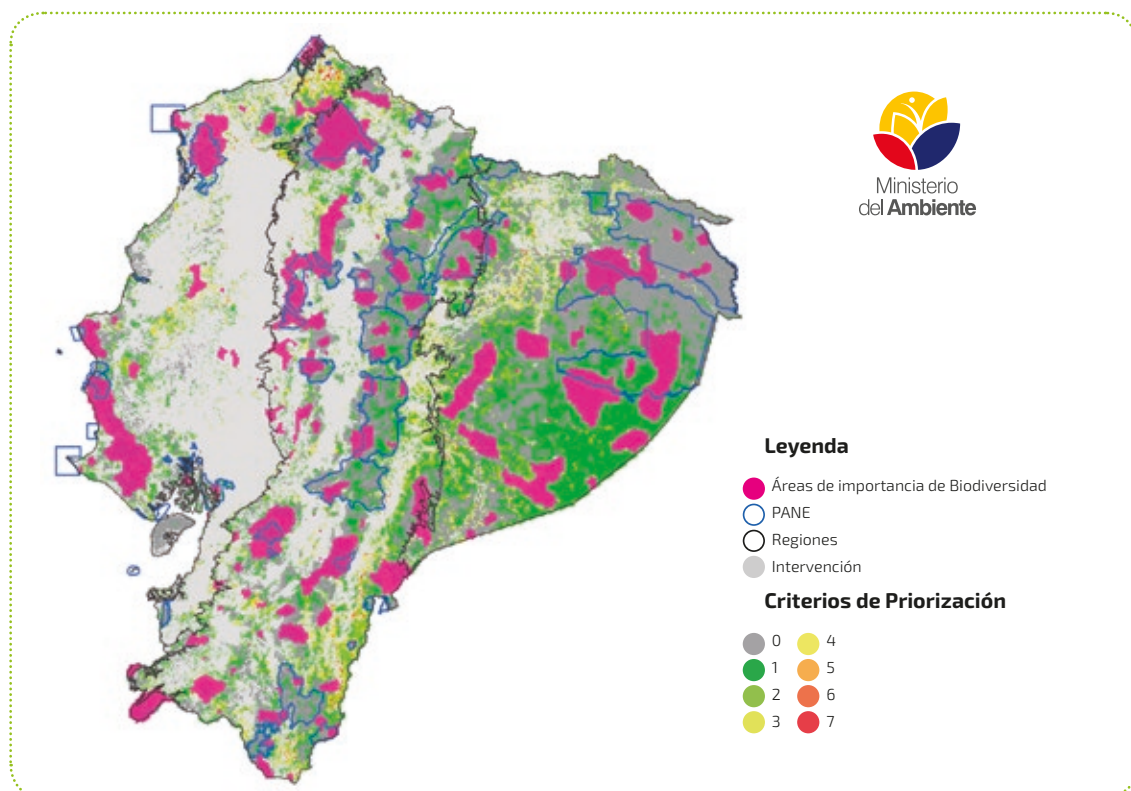 Ministerio
del Ambiente
Leyenda
Áreas de importancia de Biodiversidad
PANE
Regiones
Intervención
Criterios de Priorización
0 4
1 5
2 6
3 7